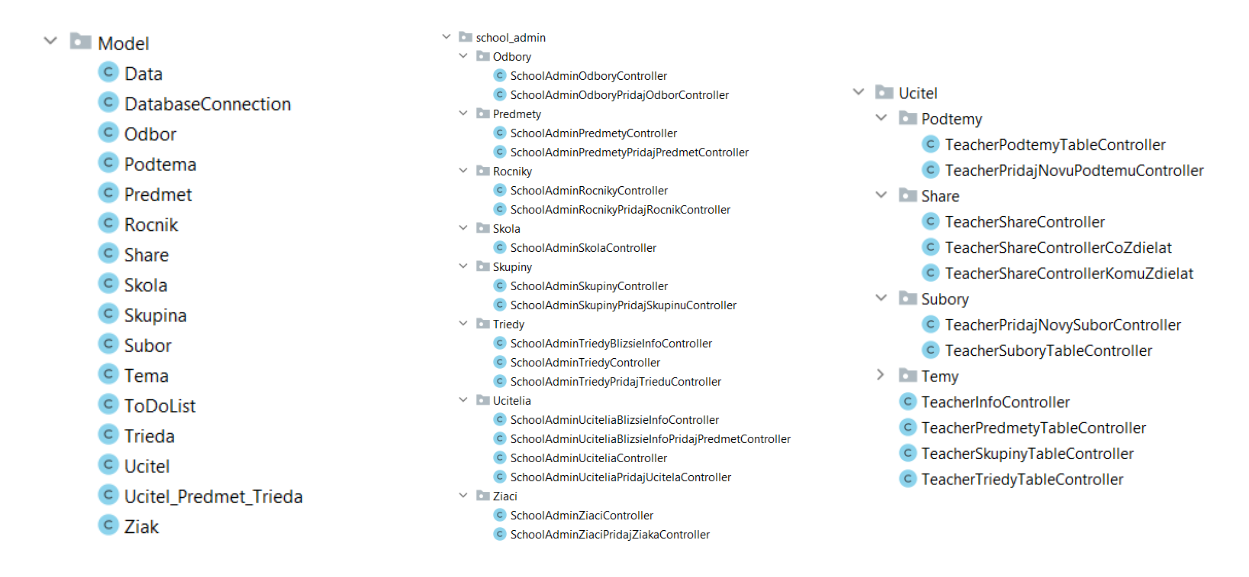 Model
Data
DatabaseConnection
Odbor
Podtema
Predmet
Rocnik
Share
Skola
Skupina
Subor
Tema
ToDoList
Trieda
Ucitel
Ucitel_Predmet_Trieda
Ziak
school_admin
Odbory
SchoolAdminOdboryController
SchoolAdminOdboryPridajOdborController
Predmety
SchoolAdminPredmetyController
SchoolAdminPredmetyPridajPredmetController
Rocniky
SchoolAdminRocnikyController
SchoolAdminRocnikyPridajRocnikController
Skola
SchoolAdminSkolaController
Skupiny
SchoolAdminSkupinyController
SchoolAdminSkupinyPridajSkupinuController
Triedy
SchoolAdminTriedyBlizsieInfoController
SchoolAdminTriedyController
SchoolAdminTriedyPridajTrieduController
Ucitelia
SchoolAdminUciteliaBlizsieInfoController
SchoolAdminUciteliaBlizsieInfoPridajPredmetController
SchoolAdminUciteliaController
SchoolAdminUciteliaPridajUcitelaController
Ziaci
SchoolAdminZiaciController
SchoolAdminZiaciPridajZiakaController
Ucitel
Podtemy
TeacherPodtemyTableController
TeacherPridajNovuPodtemuController
Share
TeacherShareController
TeacherShareControllerCoZdielat
TeacherShareControllerKomuZdielat
Subory
TeacherPridajNovySuborController
TeacherSuboryTableController
Temy
TeacherInfoController
TeacherPredmetyTableController
TeacherSkupinyTableController
TeacherTriedyTableController